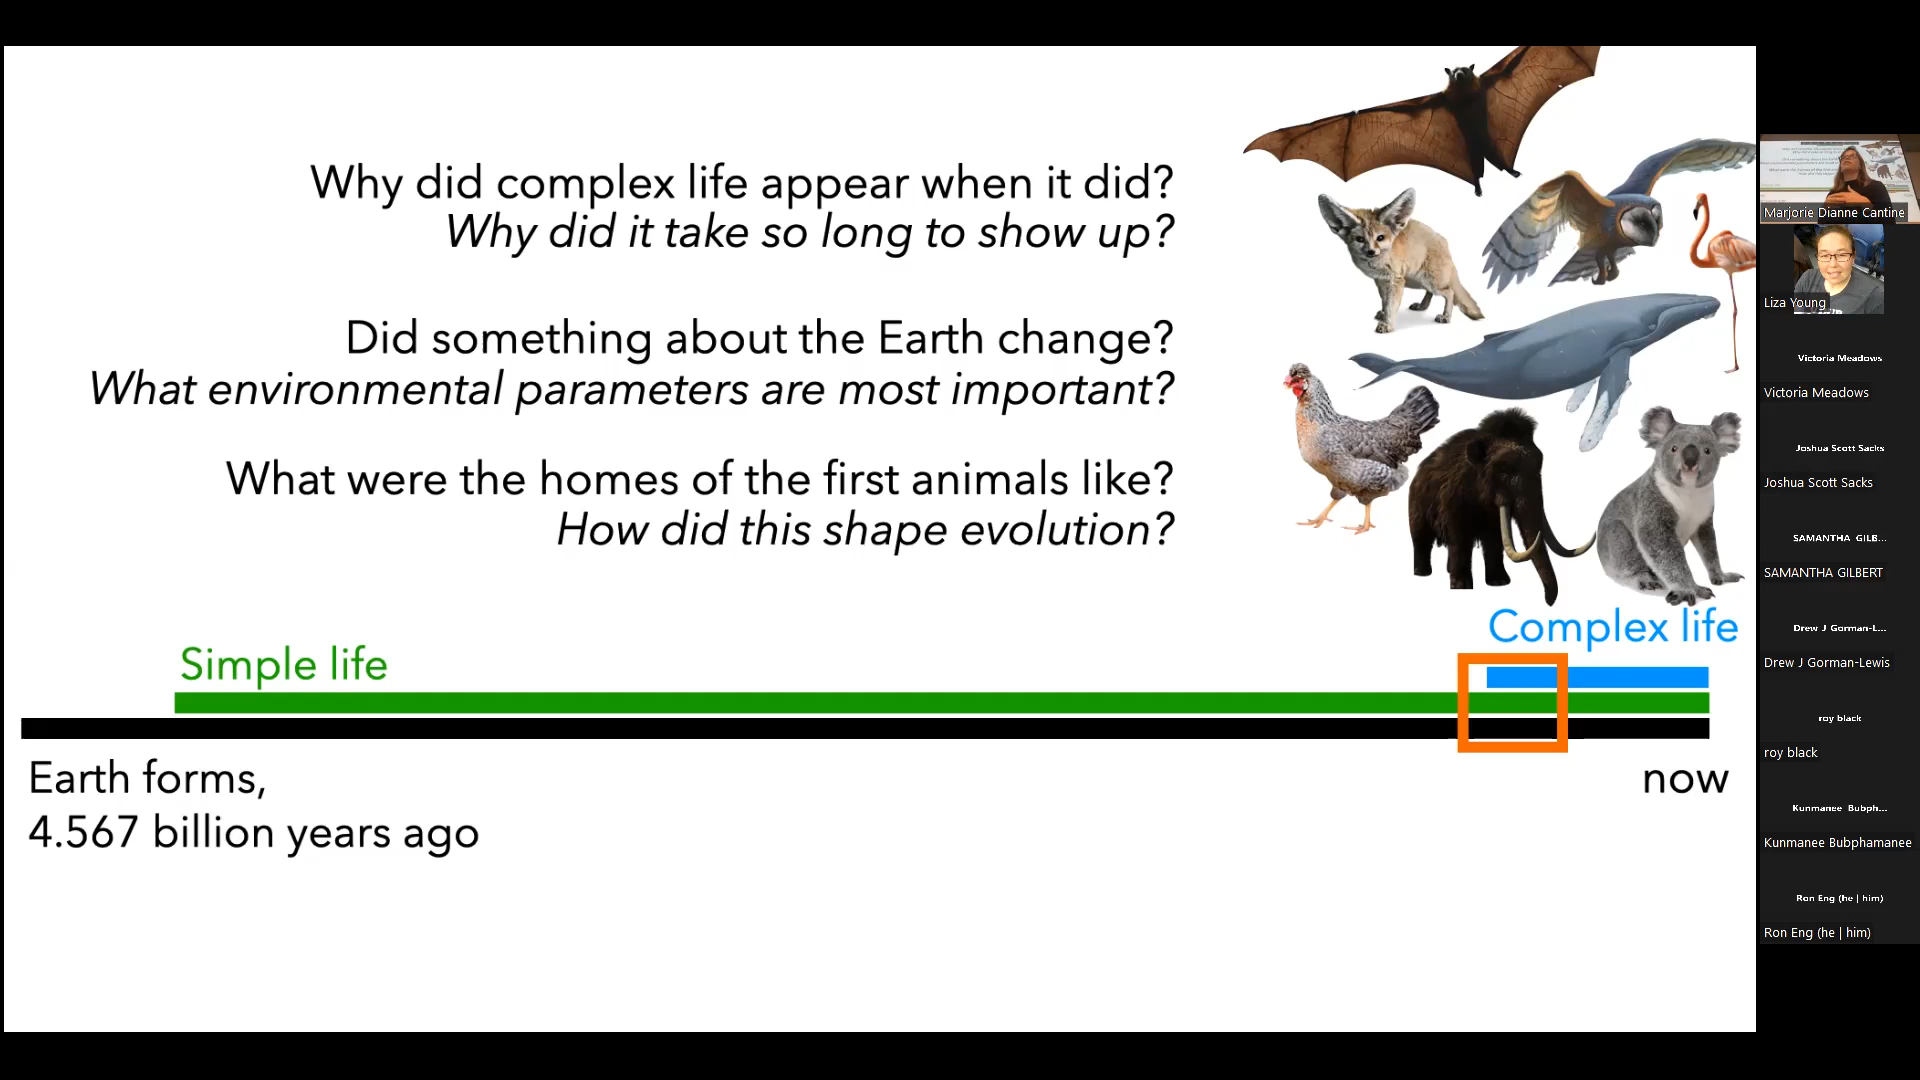 Why did complex life appear when it did?
Why did it take so long to show up?
Did something about the Earth change?
What environmental parameters are most important?
What were the homes of the first animals like?
How did this shape evolution?
Complex life
Simple life
Earth forms,
4.567 billion years ago
now
Marjorie Dianne Cantine
Liza Young
Victoria Meadows
Victoria Meadows
Joshua Scott Sacks
Joshua Scott Sacks
SAMANTHA GILB...
SAMANTHA GILBERT
Drew J Gorman-L...
Drew J Gorman-Lewis
roy black
roy black
Kunmanee Bubph...
Kunmanee Bubphamanee
Ron Eng (he | him)
Ron Eng (he | him)